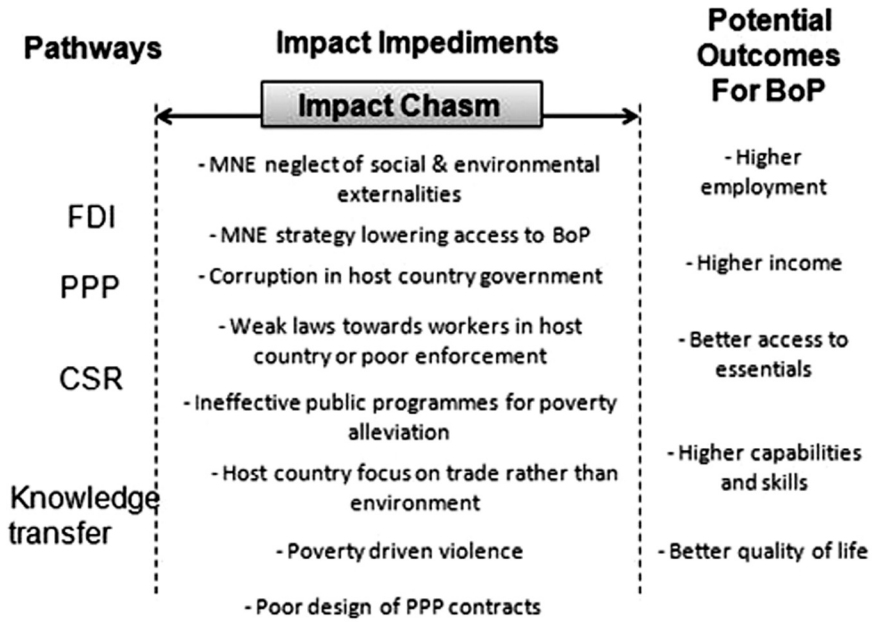 Pathways
Impact Impediments
Potential
Outcomes
For BoP
Impact Chasm
FDI
PPP
CSR
Knowledge
transfer
- MNE neglect of social & environmental
externalities
- MNE strategy lowering access to BoP
- Corruption in host country government
- Weak laws towards workers in host
country or poor enforcement
- Ineffective public programmes for poverty
alleviation
- Host country focus on trade rather than
environment
- Poverty driven violence
- Poor design of PPP contracts
- Higher
employment
- Higher income
- Better access to
essentials
- Higher capabilities
and skills
- Better quality of life